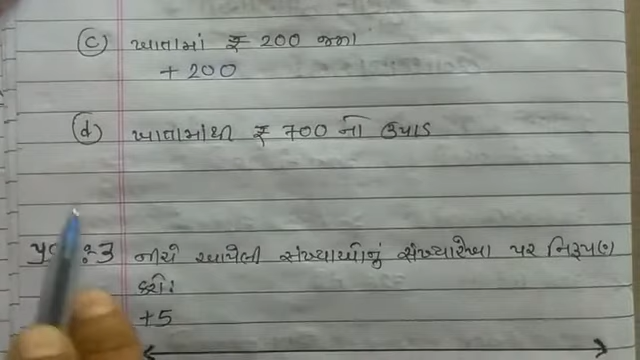 (c) ખાતામાં ₹ 200 જમા
+ 200
(d) ખાતામાંથી ₹ 700 નો ઉપાડ
:-3 નીચે આપેલી સંખ્યાઓનું સંખ્યારેખા પર નિરૂપણ
કરો:
+5